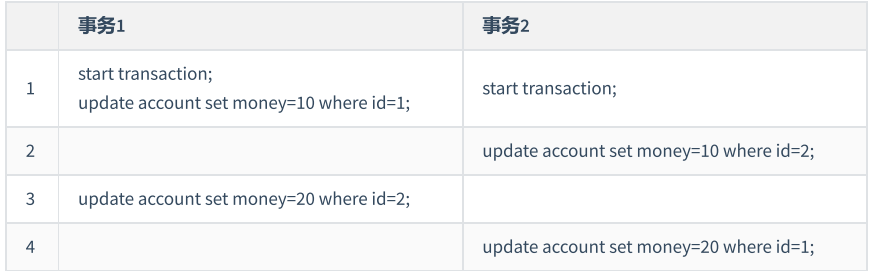 事务1
事务2
1
start transaction;
update account set money=10 where id=1;
start transaction;
2
update account set money=10 where id=2;
3
update account set money=20 where id=2;
4
update account set money=20 where id=1;